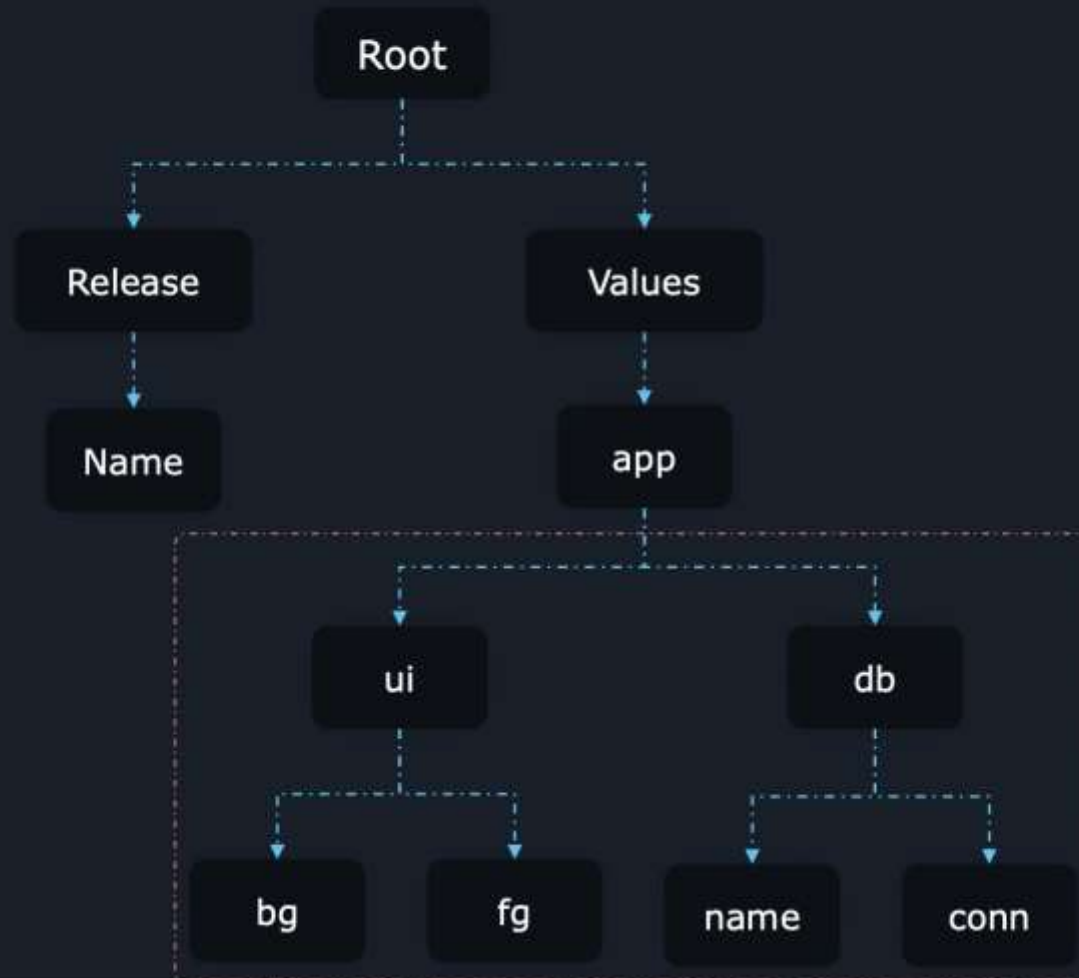 Root
Release
Values
Name
app
ui
db
bg
fg
name
conn